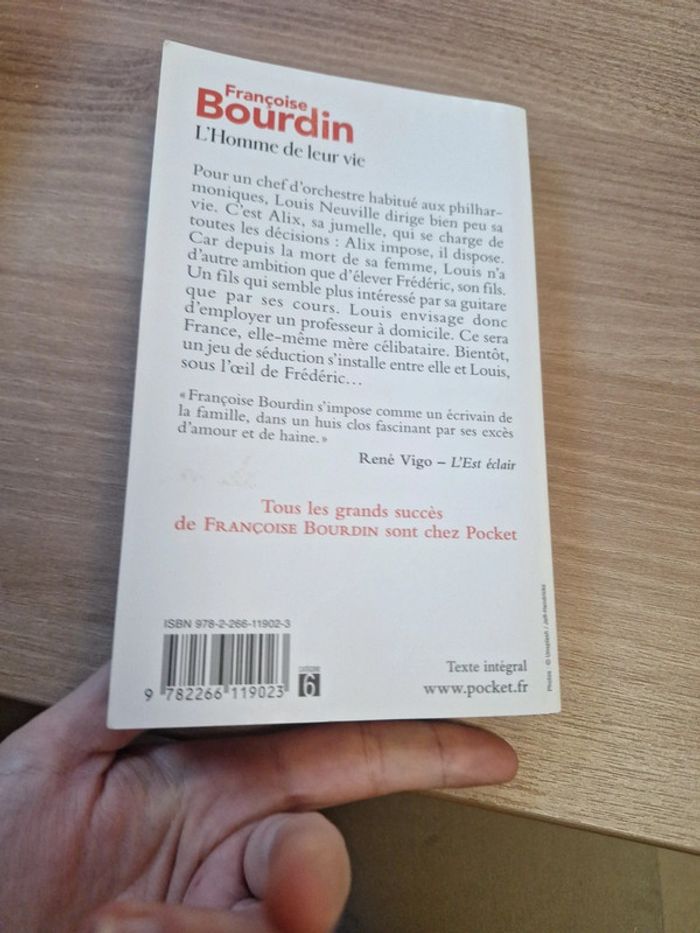 Françoise
Bourdin
L'Homme de leur vie
Pour un chef d'orchestre habitué aux philhar-
moniques, Louis Neuville dirige bien peu sa
vie. C'est Alix, sa jumelle, qui se charge de
toutes les décisions : Alix impose, il dispose.
Car depuis la mort de sa femme, Louis n'a
d'autre ambition que d'élever Frédéric, son fils.
Un fils qui semble plus intéressé par sa guitare
que par ses cours. Louis envisage donc
d'employer un professeur à domicile. Ce sera
France, elle-même mère célibataire. Bientôt,
un jeu de séduction s'installe entre elle et Louis,
sous l'œil de Frédéric…
« Françoise Bourdin s'impose comme un écrivain de
la famille, dans un huis clos fascinant par ses excès
d'amour et de haine. »
René Vigo – L'Est éclair
Tous les grands succès
de FRANÇOISE BOURDIN sont chez Pocket
ISBN 978-2-266-11902-3
9 782266 119023
CATÉGORIE
6
Texte intégral
www.pocket.fr
Photos : © Unsplash / Jeff-Hendricks